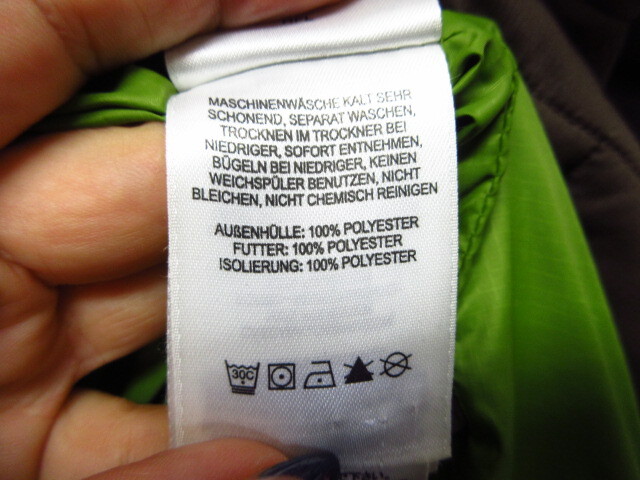 MASCHINENWÄSCHE KALT SEHR
SCHONEND, SEPARAT WASCHEN,
TROCKNEN IM TROCKNER BEI
NIEDRIGER, SOFORT ENTNEHMEN,
BÜGELN BEI NIEDRIGER, KEINEN
WEICHSPÜLER BENUTZEN, NICHT
BLEICHEN, NICHT CHEMISCH REINIGEN
AUßENHÜLLE: 100% POLYESTER
FUTTER: 100% POLYESTER
ISOLIERUNG: 100% POLYESTER
30C